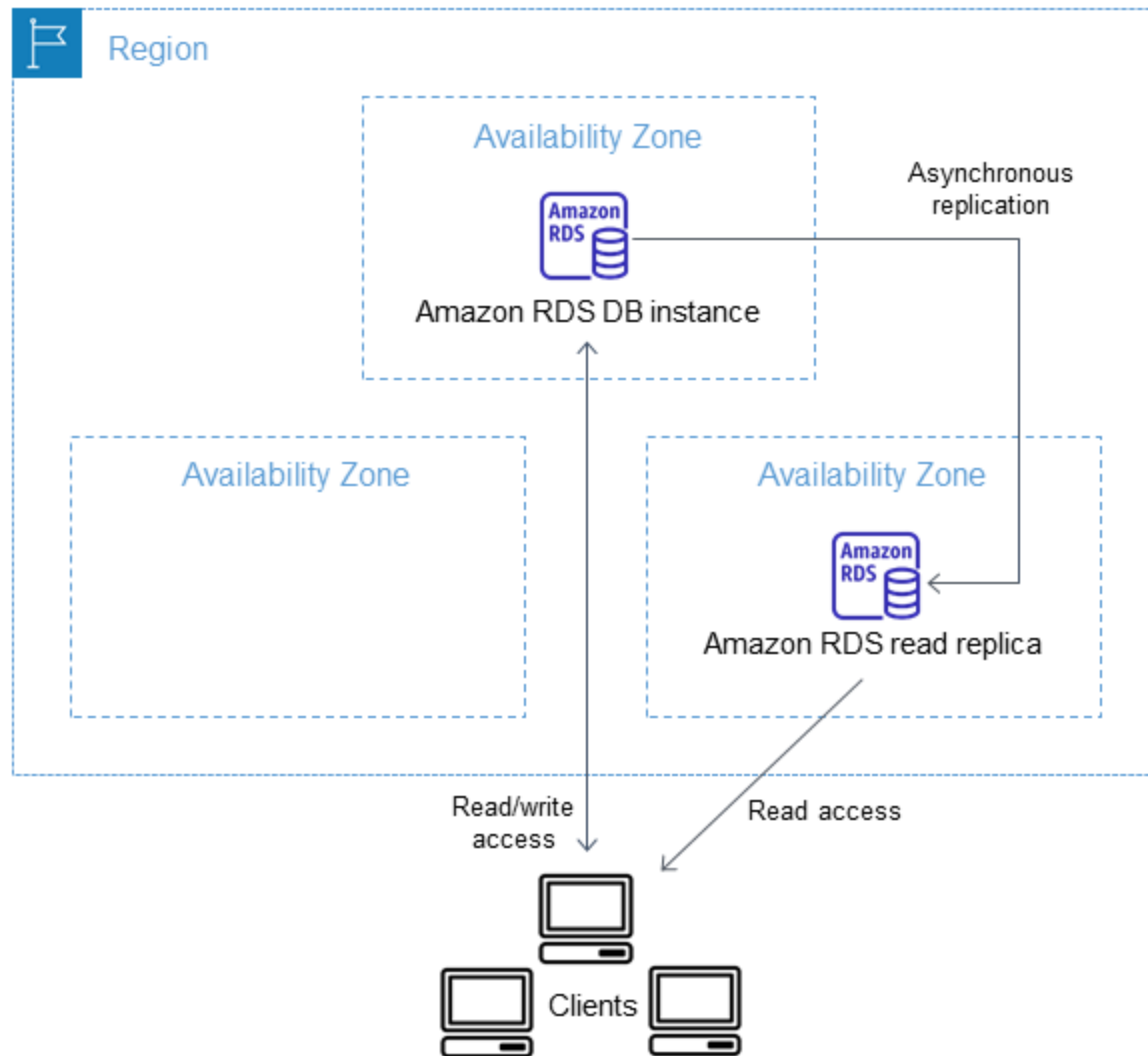 Region
Availability Zone
Amazon
RDS
Amazon RDS DB instance
Asynchronous
replication
Availability Zone
Availability Zone
Amazon
RDS
Amazon RDS read replica
Read/write
access
Read access
Clients